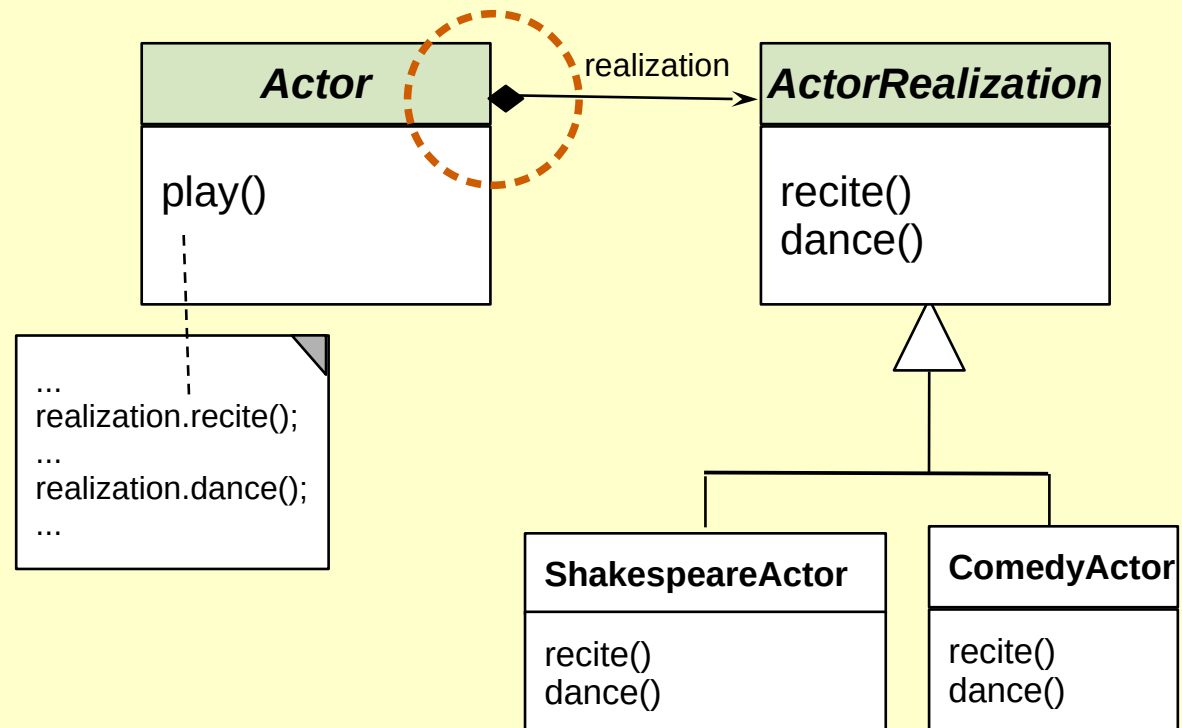 Actor
realization
ActorRealization
play()
recite()
dance()
...
realization.recite();
...
realization.dance();
...
ShakespeareActor
recite()
dance()
ComedyActor
recite()
dance()